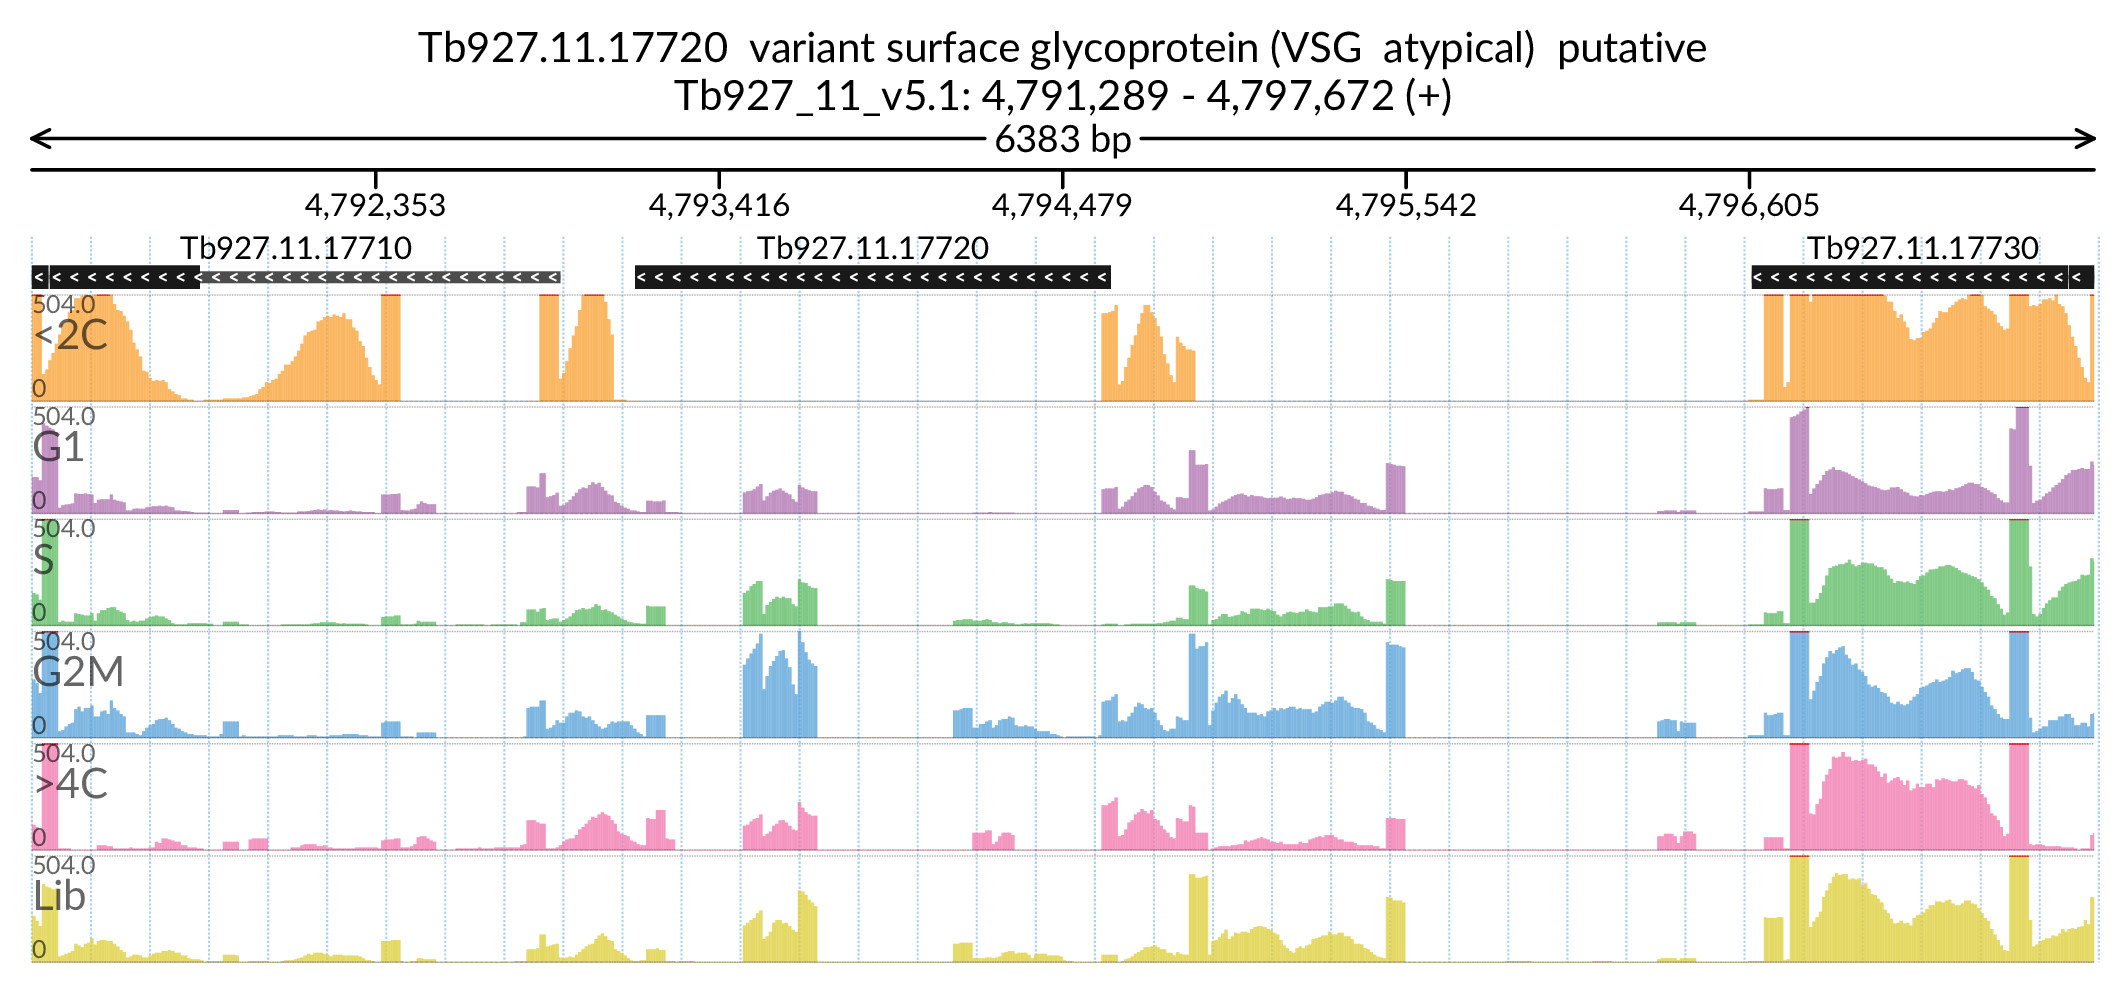 Tb927.11.17720 variant surface glycoprotein (VSG atypical) putative
Tb927_11_v5.1: 4,791,289 - 4,797,672 (+)
6383 bp
4,792,353 4,793,416 4,794,479 4,795,542 4,796,605
Tb927.11.17710 Tb927.11.17720 Tb927.11.17730
504.0
<2C
0
504.0
G1
0
504.0
S
0
504.0
G2M
0
504.0
>4C
0
504.0
Lib
0